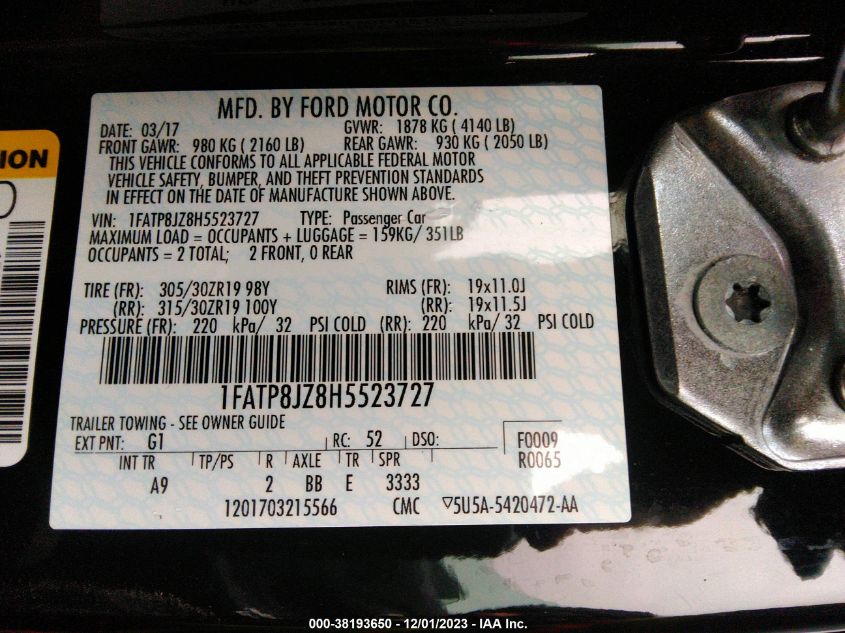 MFD. BY FORD MOTOR CO.
DATE: 03/17 GVWR: 1878 KG ( 4140 LB)
FRONT GAWR: 980 KG ( 2160 LB) REAR GAWR: 930 KG ( 2050 LB)
THIS VEHICLE CONFORMS TO ALL APPLICABLE FEDERAL MOTOR
VEHICLE SAFETY, BUMPER, AND THEFT PREVENTION STANDARDS
IN EFFECT ON THE DATE OF MANUFACTURE SHOWN ABOVE.
VIN: 1FATP8JZ8H5523727 TYPE: Passenger Car
MAXIMUM LOAD = OCCUPANTS + LUGGAGE = 159KG/ 351LB
OCCUPANTS = 2 TOTAL; 2 FRONT, 0 REAR
TIRE (FR): 305/30ZR19 98Y RIMS (FR): 19x11.0J
(RR): 315/30ZR19 100Y (RR): 19x11.5J
PRESSURE (FR): 220 kPa/ 32 PSI COLD (RR): 220 kPa/ 32 PSI COLD
1FATP8JZ8H5523727
TRAILER TOWING - SEE OWNER GUIDE
EXT PNT: G1 RC: 52 DSO: F0009
INT TR TP/PS R AXLE TR SPR R0065
A9 2 BB E 3333
1201703215566 CMC ▽5U5A-5420472-AA
000-38193650 - 12/01/2023 - IAA Inc.